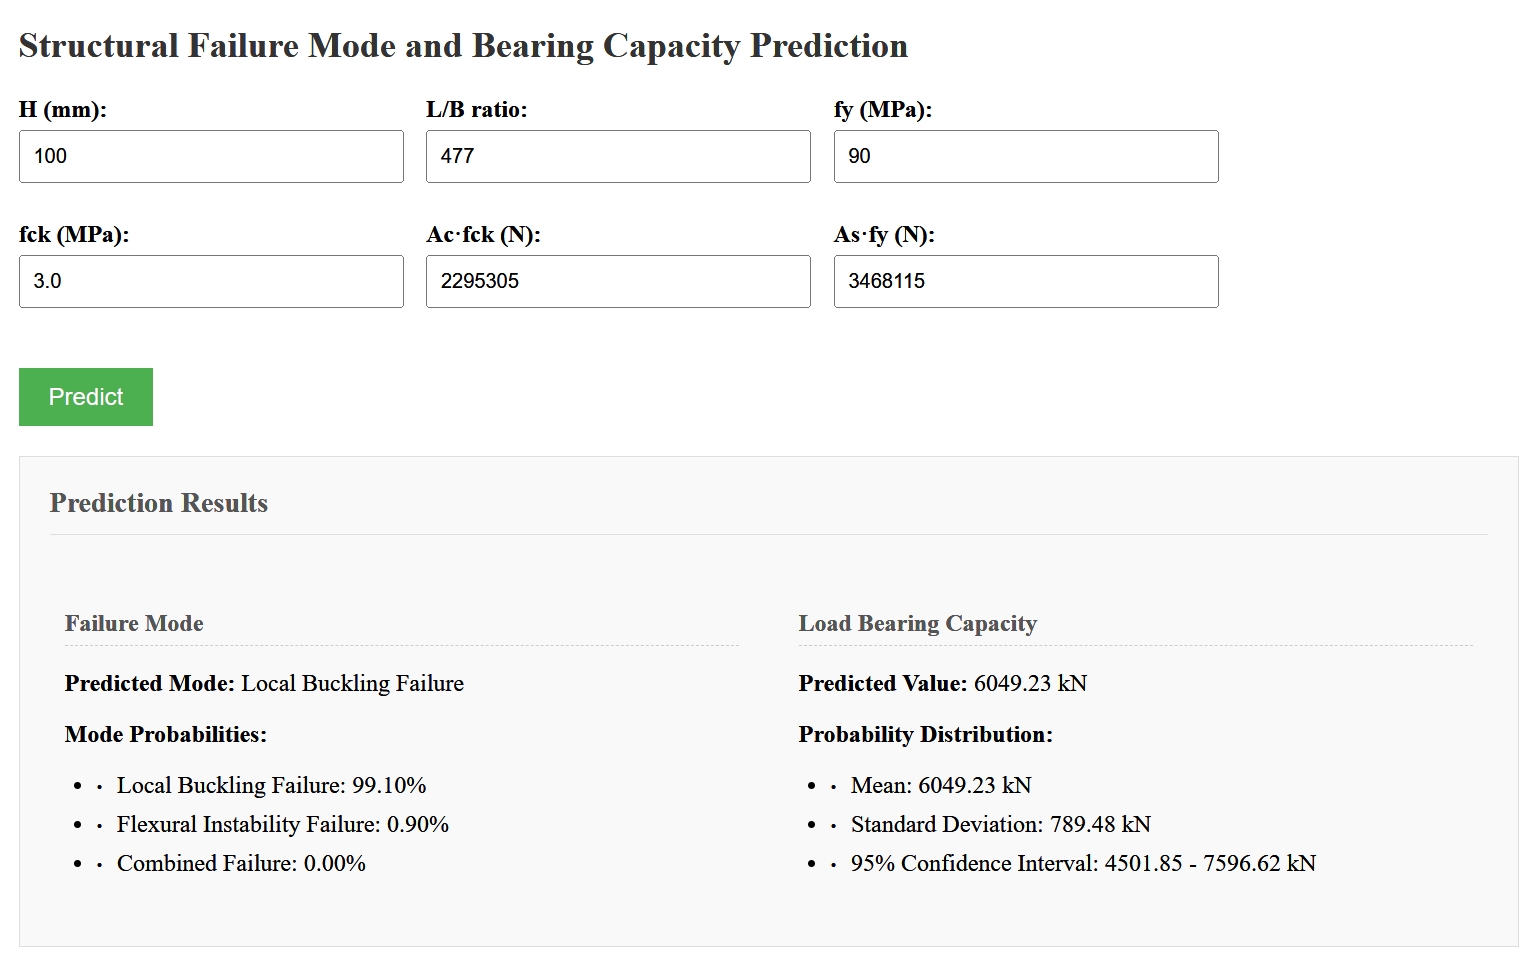 Structural Failure Mode and Bearing Capacity Prediction
H (mm): L/B ratio: fy (MPa):
100 477 90
fck (MPa): Ac·fck (N): As·fy (N):
3.0 2295305 3468115
Predict
Prediction Results
Failure Mode
Predicted Mode: Local Buckling Failure
Mode Probabilities:
• · Local Buckling Failure: 99.10%
• · Flexural Instability Failure: 0.90%
• · Combined Failure: 0.00%
Load Bearing Capacity
Predicted Value: 6049.23 kN
Probability Distribution:
• · Mean: 6049.23 kN
• · Standard Deviation: 789.48 kN
• · 95% Confidence Interval: 4501.85 - 7596.62 kN